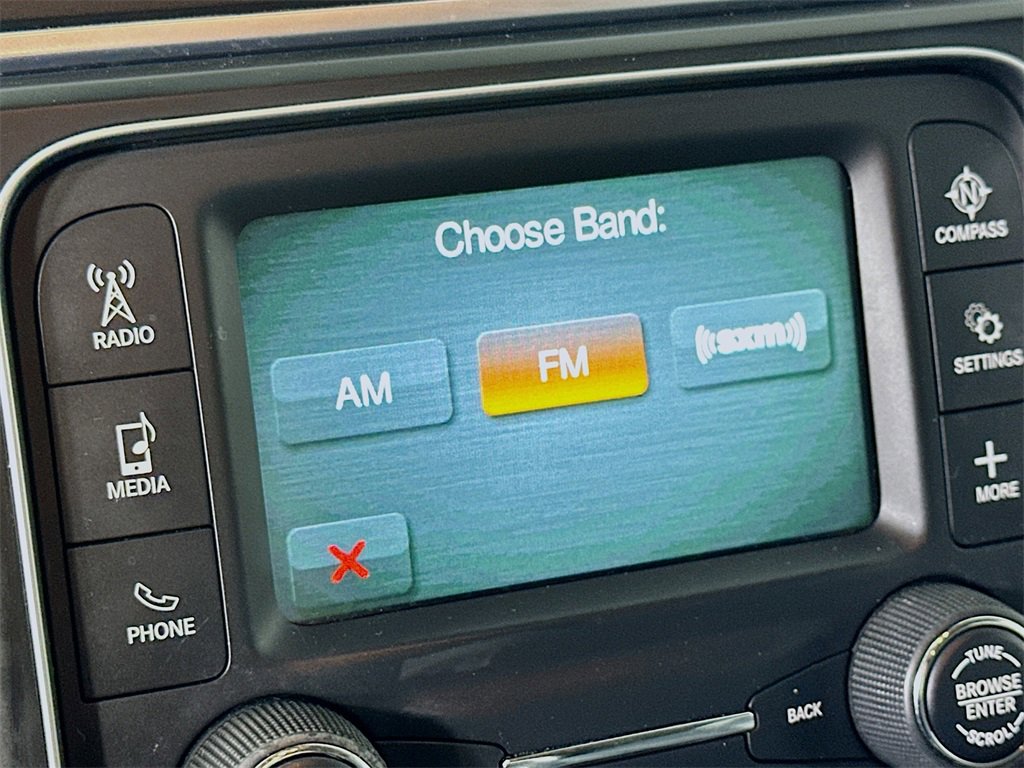 Choose Band:
AM
FM
((sxm))
RADIO
MEDIA
PHONE
N
COMPASS
SETTINGS
MORE
BACK
TUNE
BROWSE
ENTER
SCROLL